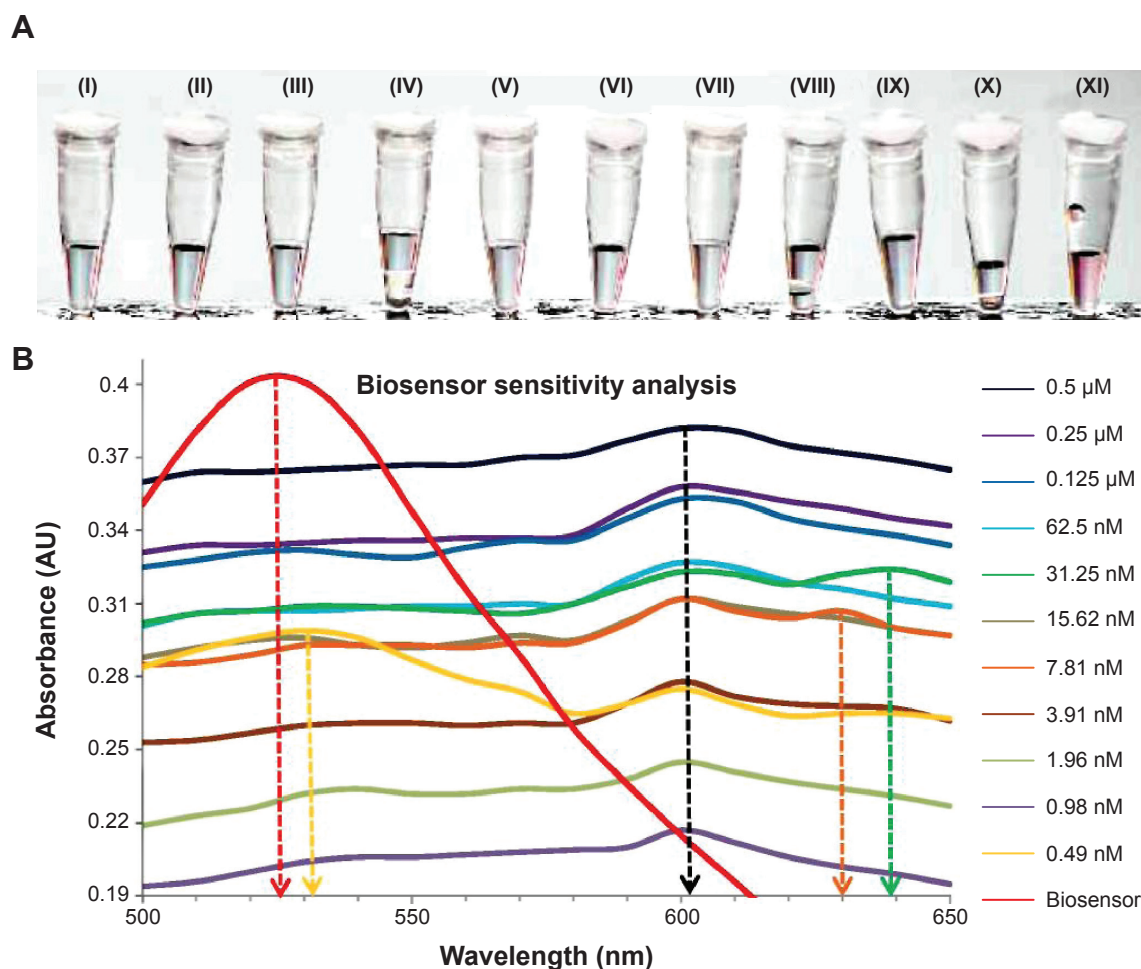 A
(I) (II) (III) (IV) (V) (VI) (VII) (VIII) (IX) (X) (XI)
B
Biosensor sensitivity analysis
Absorbance (AU)
0.4
0.37
0.34
0.31
0.28
0.25
0.22
0.19
500 550 600 650
Wavelength (nm)
0.5 µM
0.25 µM
0.125 µM
62.5 nM
31.25 nM
15.62 nM
7.81 nM
3.91 nM
1.96 nM
0.98 nM
0.49 nM
Biosensor